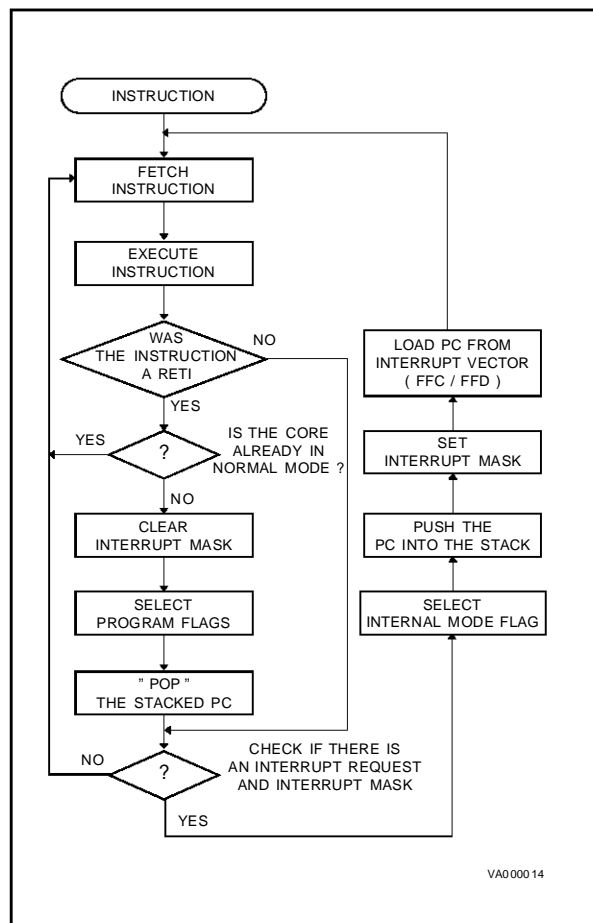 INSTRUCTION
FETCH
INSTRUCTION
EXECUTE
INSTRUCTION
WAS
THE INSTRUCTION
A RETI
NO
YES
YES
?
IS THE CORE
ALREADY IN
NORMAL MODE ?
NO
CLEAR
INTERRUPT MASK
SELECT
PROGRAM FLAGS
" POP "
THE STACKED PC
NO
?
CHECK IF THERE IS
AN INTERRUPT REQUEST
AND INTERRUPT MASK
YES
SELECT
INTERNAL MODE FLAG
PUSH THE
PC INTO THE STACK
SET
INTERRUPT MASK
LOAD PC FROM
INTERRUPT VECTOR
( FFC / FFD )
VA000014